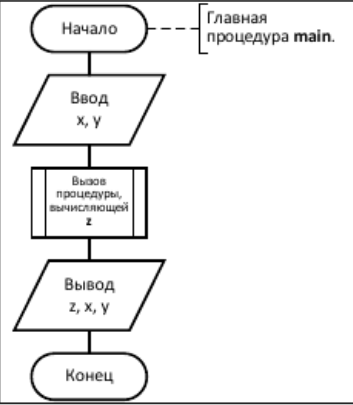 Начало
Главная
процедура main.
Ввод
x, y
Вызов
процедуры,
вычисляющей
z
Вывод
z, x, y
Конец